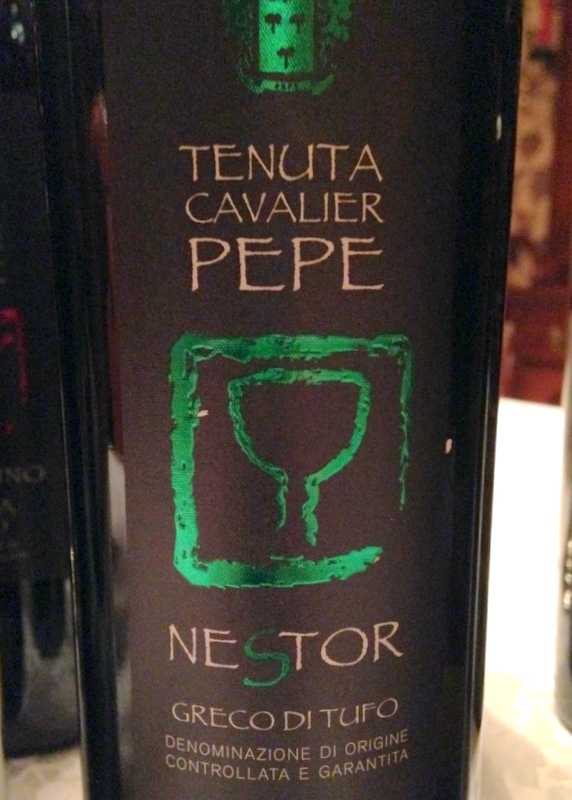 TENUTA
CAVALIER
PEPE
NESTOR
GRECO DI TUFO
DENOMINAZIONE DI ORIGINE
CONTROLLATA E GARANTITA